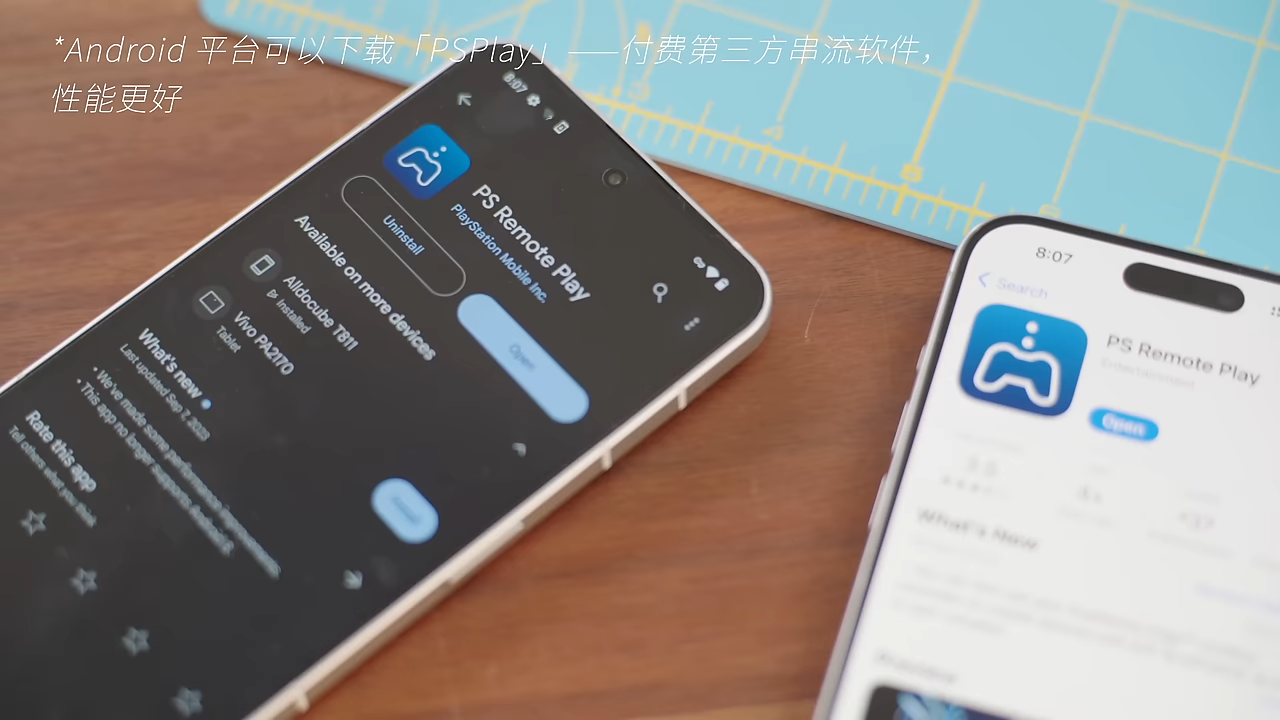 *Android 平台可以下载「PSPlay」——付费第三方串流软件，
性能更好
8:07
PS Remote Play
PlayStation Mobile Inc.
Uninstall
Open
Available on more devices
Alldocube T811
Installed
Vivo PA2170
Tablet
What's new
Last updated Sep 7, 2023
• We've made some performance improvements.
• This app no longer supports Android
Rate this app
Tell others what you think
8:07
Search
PS Remote Play
Entertainment
Open
What's New